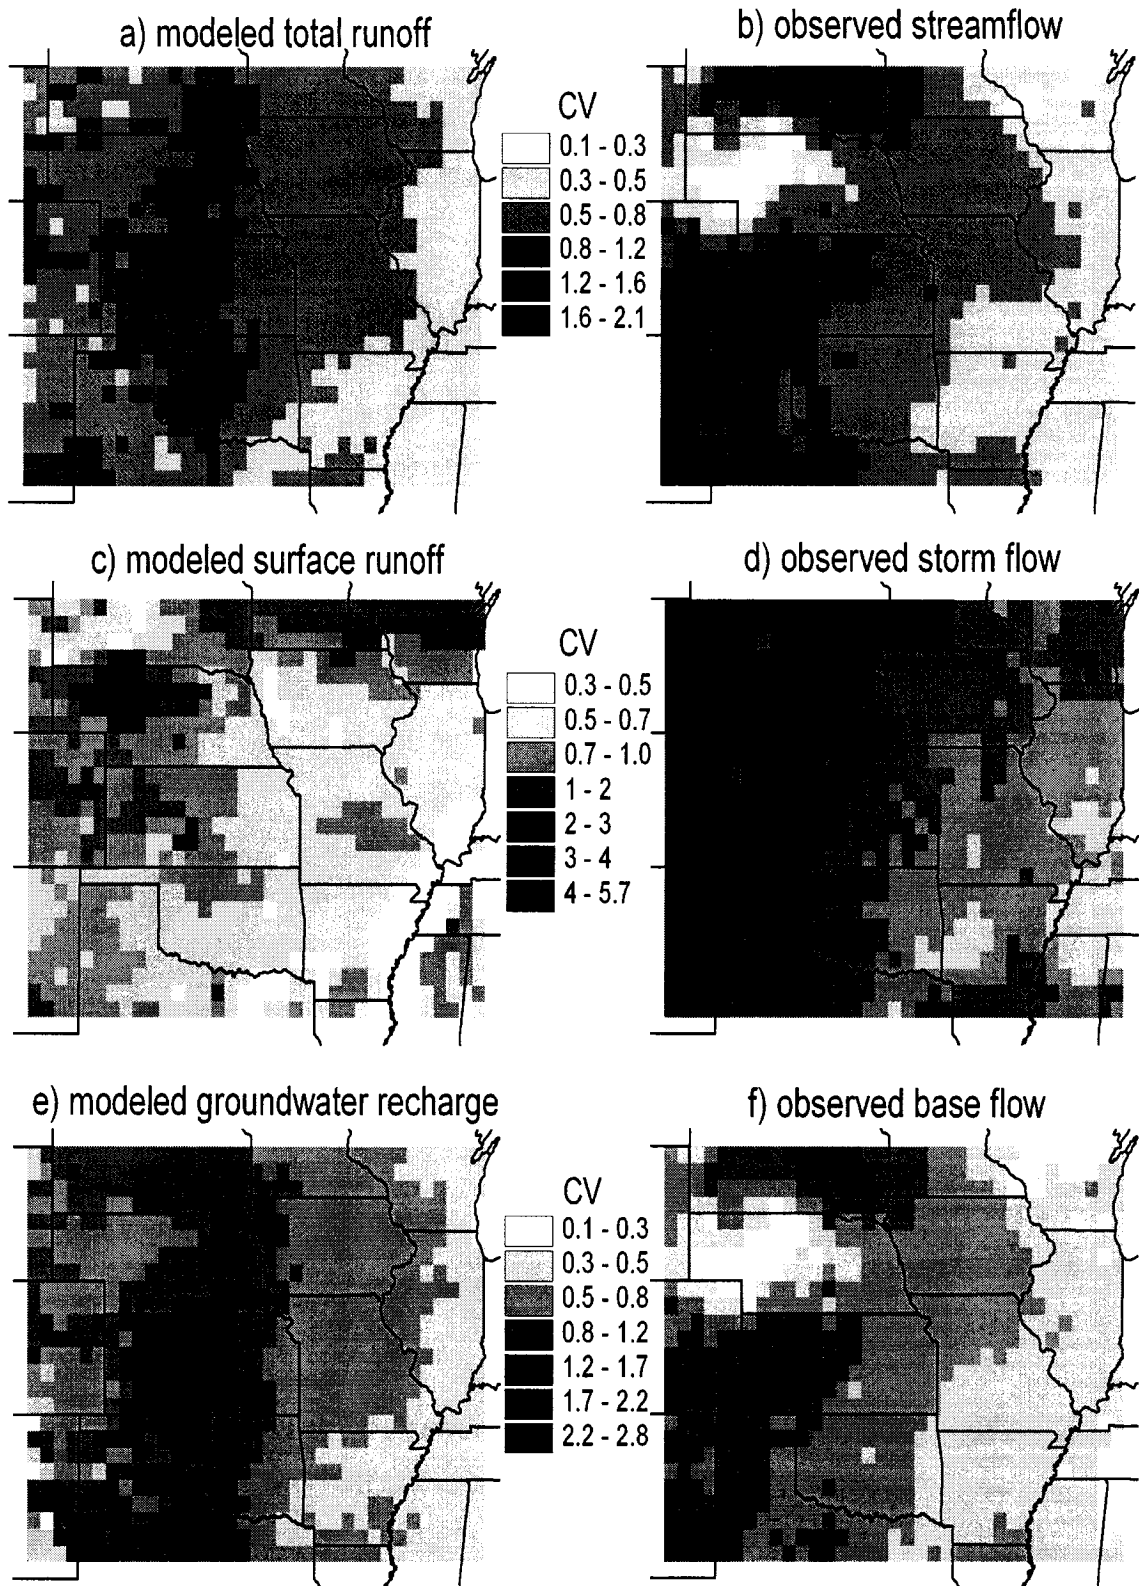 a) modeled total runoff
b) observed streamflow
CV
0.1 - 0.3
0.3 - 0.5
0.5 - 0.8
0.8 - 1.2
1.2 - 1.6
1.6 - 2.1
c) modeled surface runoff
d) observed storm flow
CV
0.3 - 0.5
0.5 - 0.7
0.7 - 1.0
1 - 2
2 - 3
3 - 4
4 - 5.7
e) modeled groundwater recharge
f) observed base flow
CV
0.1 - 0.3
0.3 - 0.5
0.5 - 0.8
0.8 - 1.2
1.2 - 1.7
1.7 - 2.2
2.2 - 2.8